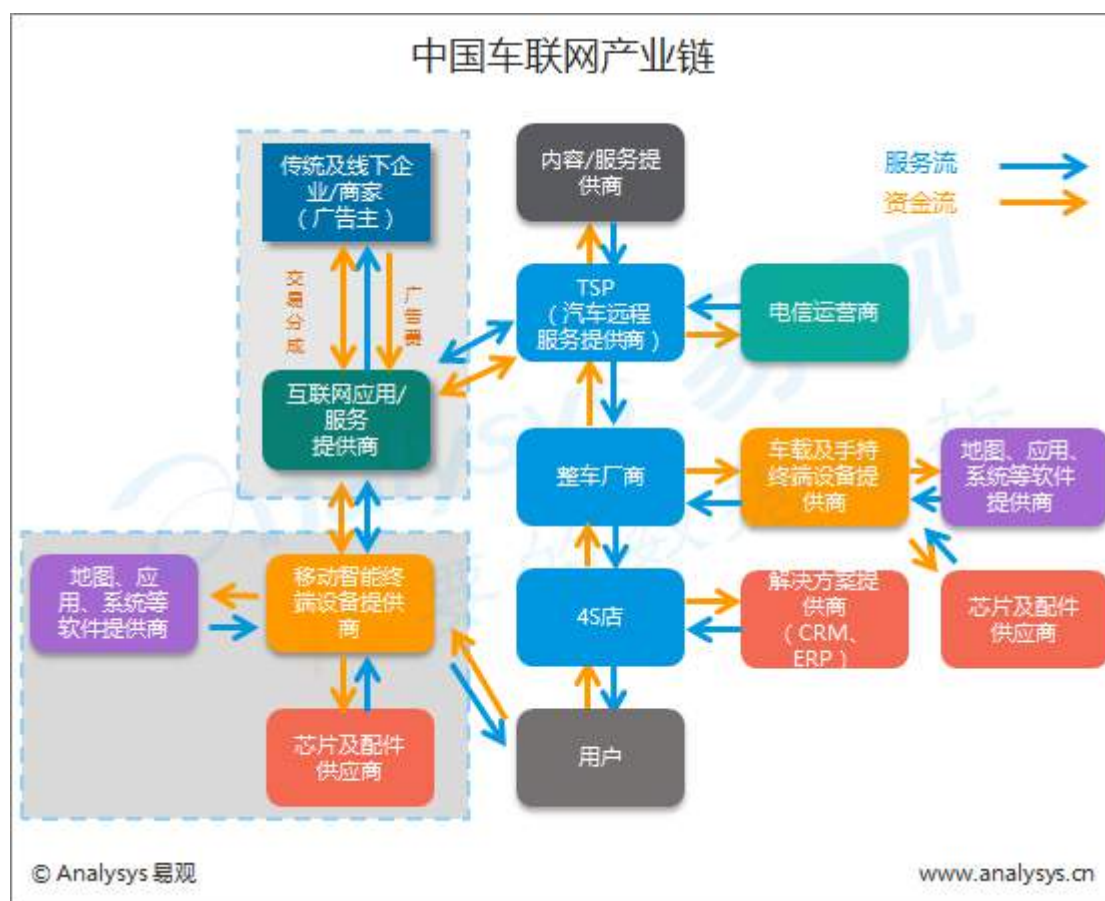 中国车联网产业链
传统及线下企
业/商家
（广告主）
内容/服务提
供商
服务流
资金流
交易分成
广告费
TSP
（汽车远程
服务提供商）
电信运营商
互联网应用/
服务
提供商
整车厂商
车载及手持
终端设备提
供商
地图、应用、
系统等软件
提供商
地图、应
用、系统等
软件提供商
移动智能终
端设备提供
商
4S店
解决方案提
供商
（CRM、
ERP）
芯片及配件
供应商
芯片及配件
供应商
用户
© Analysys 易观
www.analysys.cn